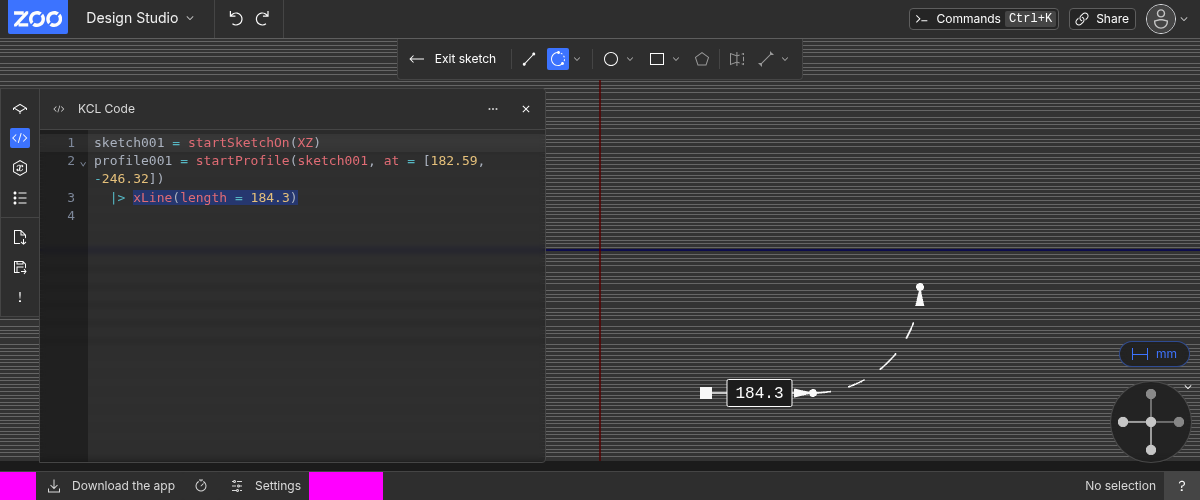 ZOO
Design Studio
Commands Ctrl+K
Share
Exit sketch
KCL Code
1 sketch001 = startSketchOn(XZ)
2 profile001 = startProfile(sketch001, at = [182.59,
-246.32])
3 |> xLine(length = 184.3)
4
184.3
mm
Download the app
Settings
No selection
?